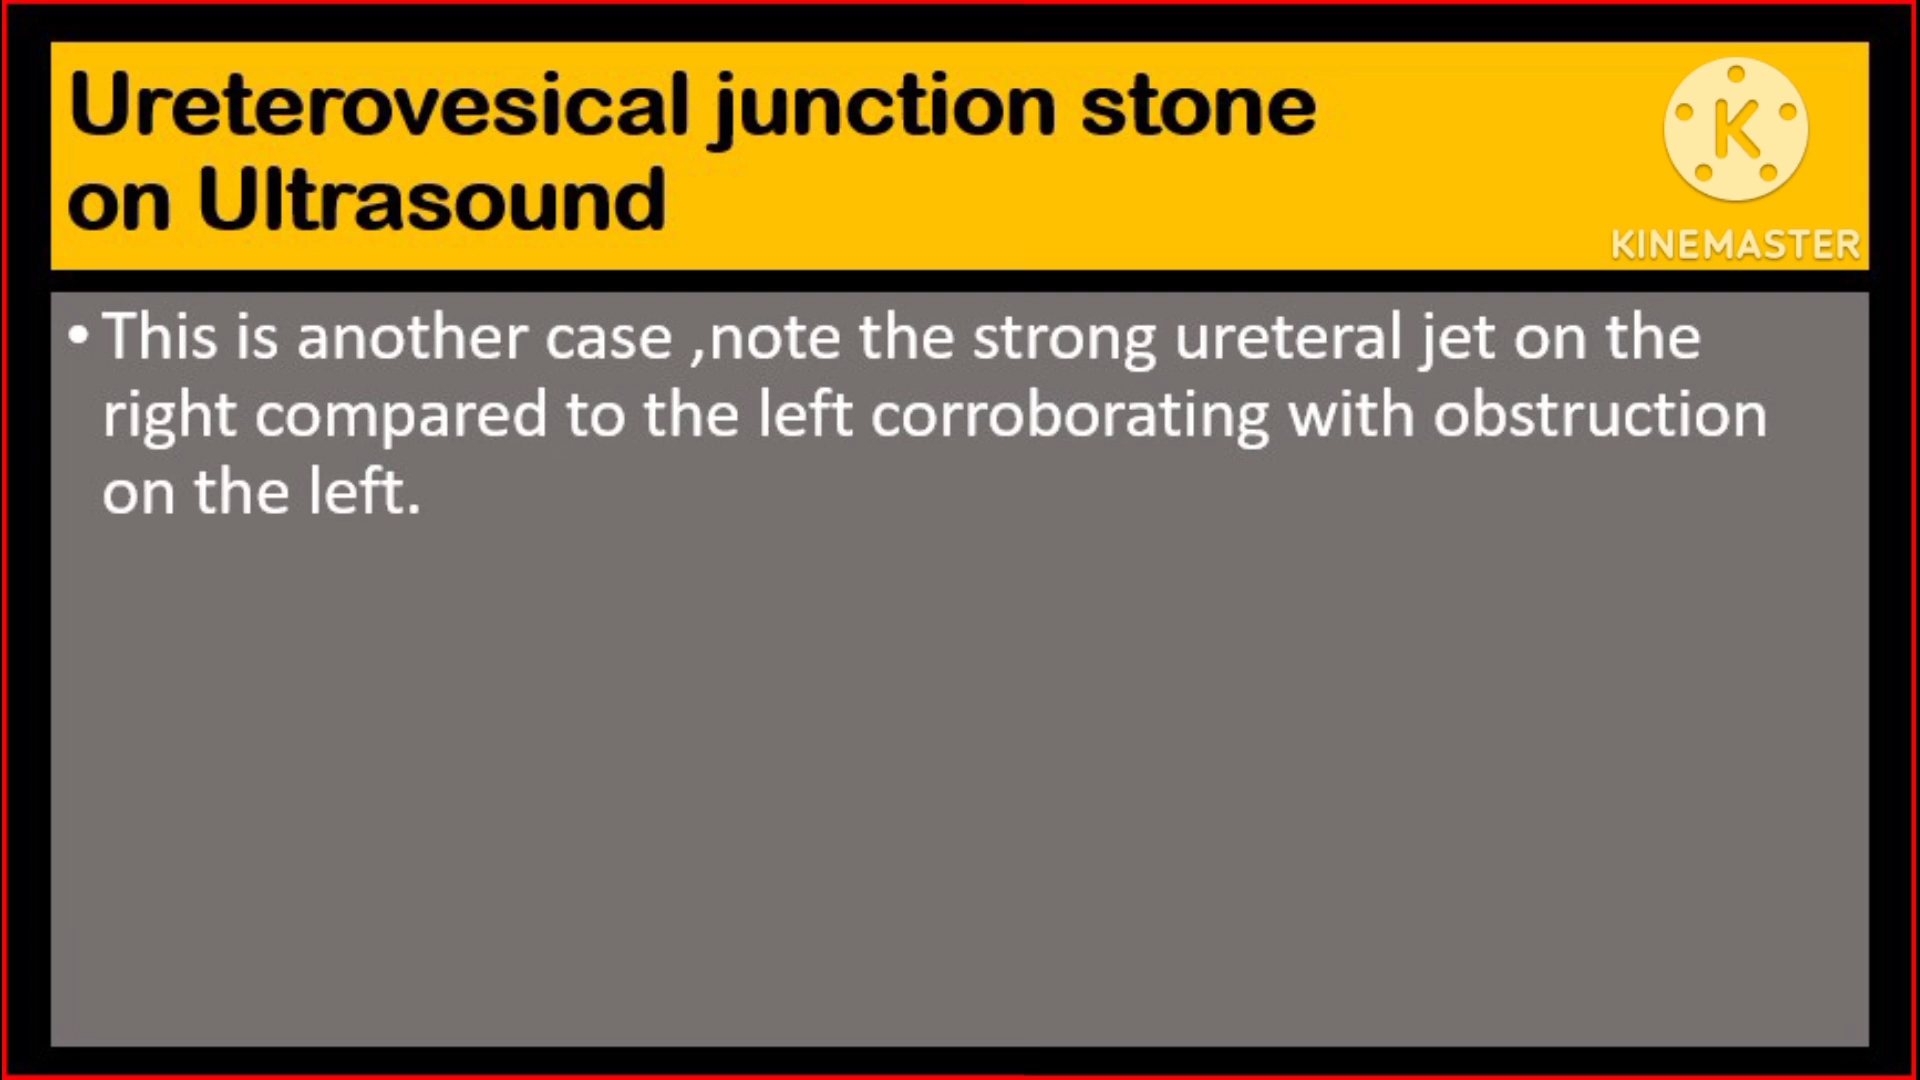 Ureterovesical junction stone
on Ultrasound
K
KINEMASTER
• This is another case ,note the strong ureteral jet on the
right compared to the left corroborating with obstruction
on the left.